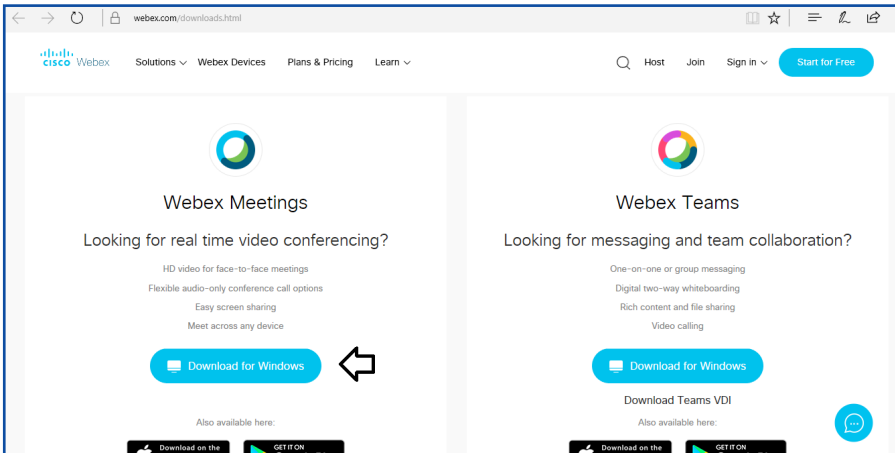 webex.com/downloads.html
CISCO Webex Solutions Webex Devices Plans & Pricing Learn Host Join Sign in Start for Free
Webex Meetings
Looking for real time video conferencing?
HD video for face-to-face meetings
Flexible audio-only conference call options
Easy screen sharing
Meet across any device
Download for Windows
Also available here:
Download on the
GET IT ON
Webex Teams
Looking for messaging and team collaboration?
One-on-one or group messaging
Digital two-way whiteboarding
Rich content and file sharing
Video calling
Download for Windows
Download Teams VDI
Also available here:
Download on the
GET IT ON